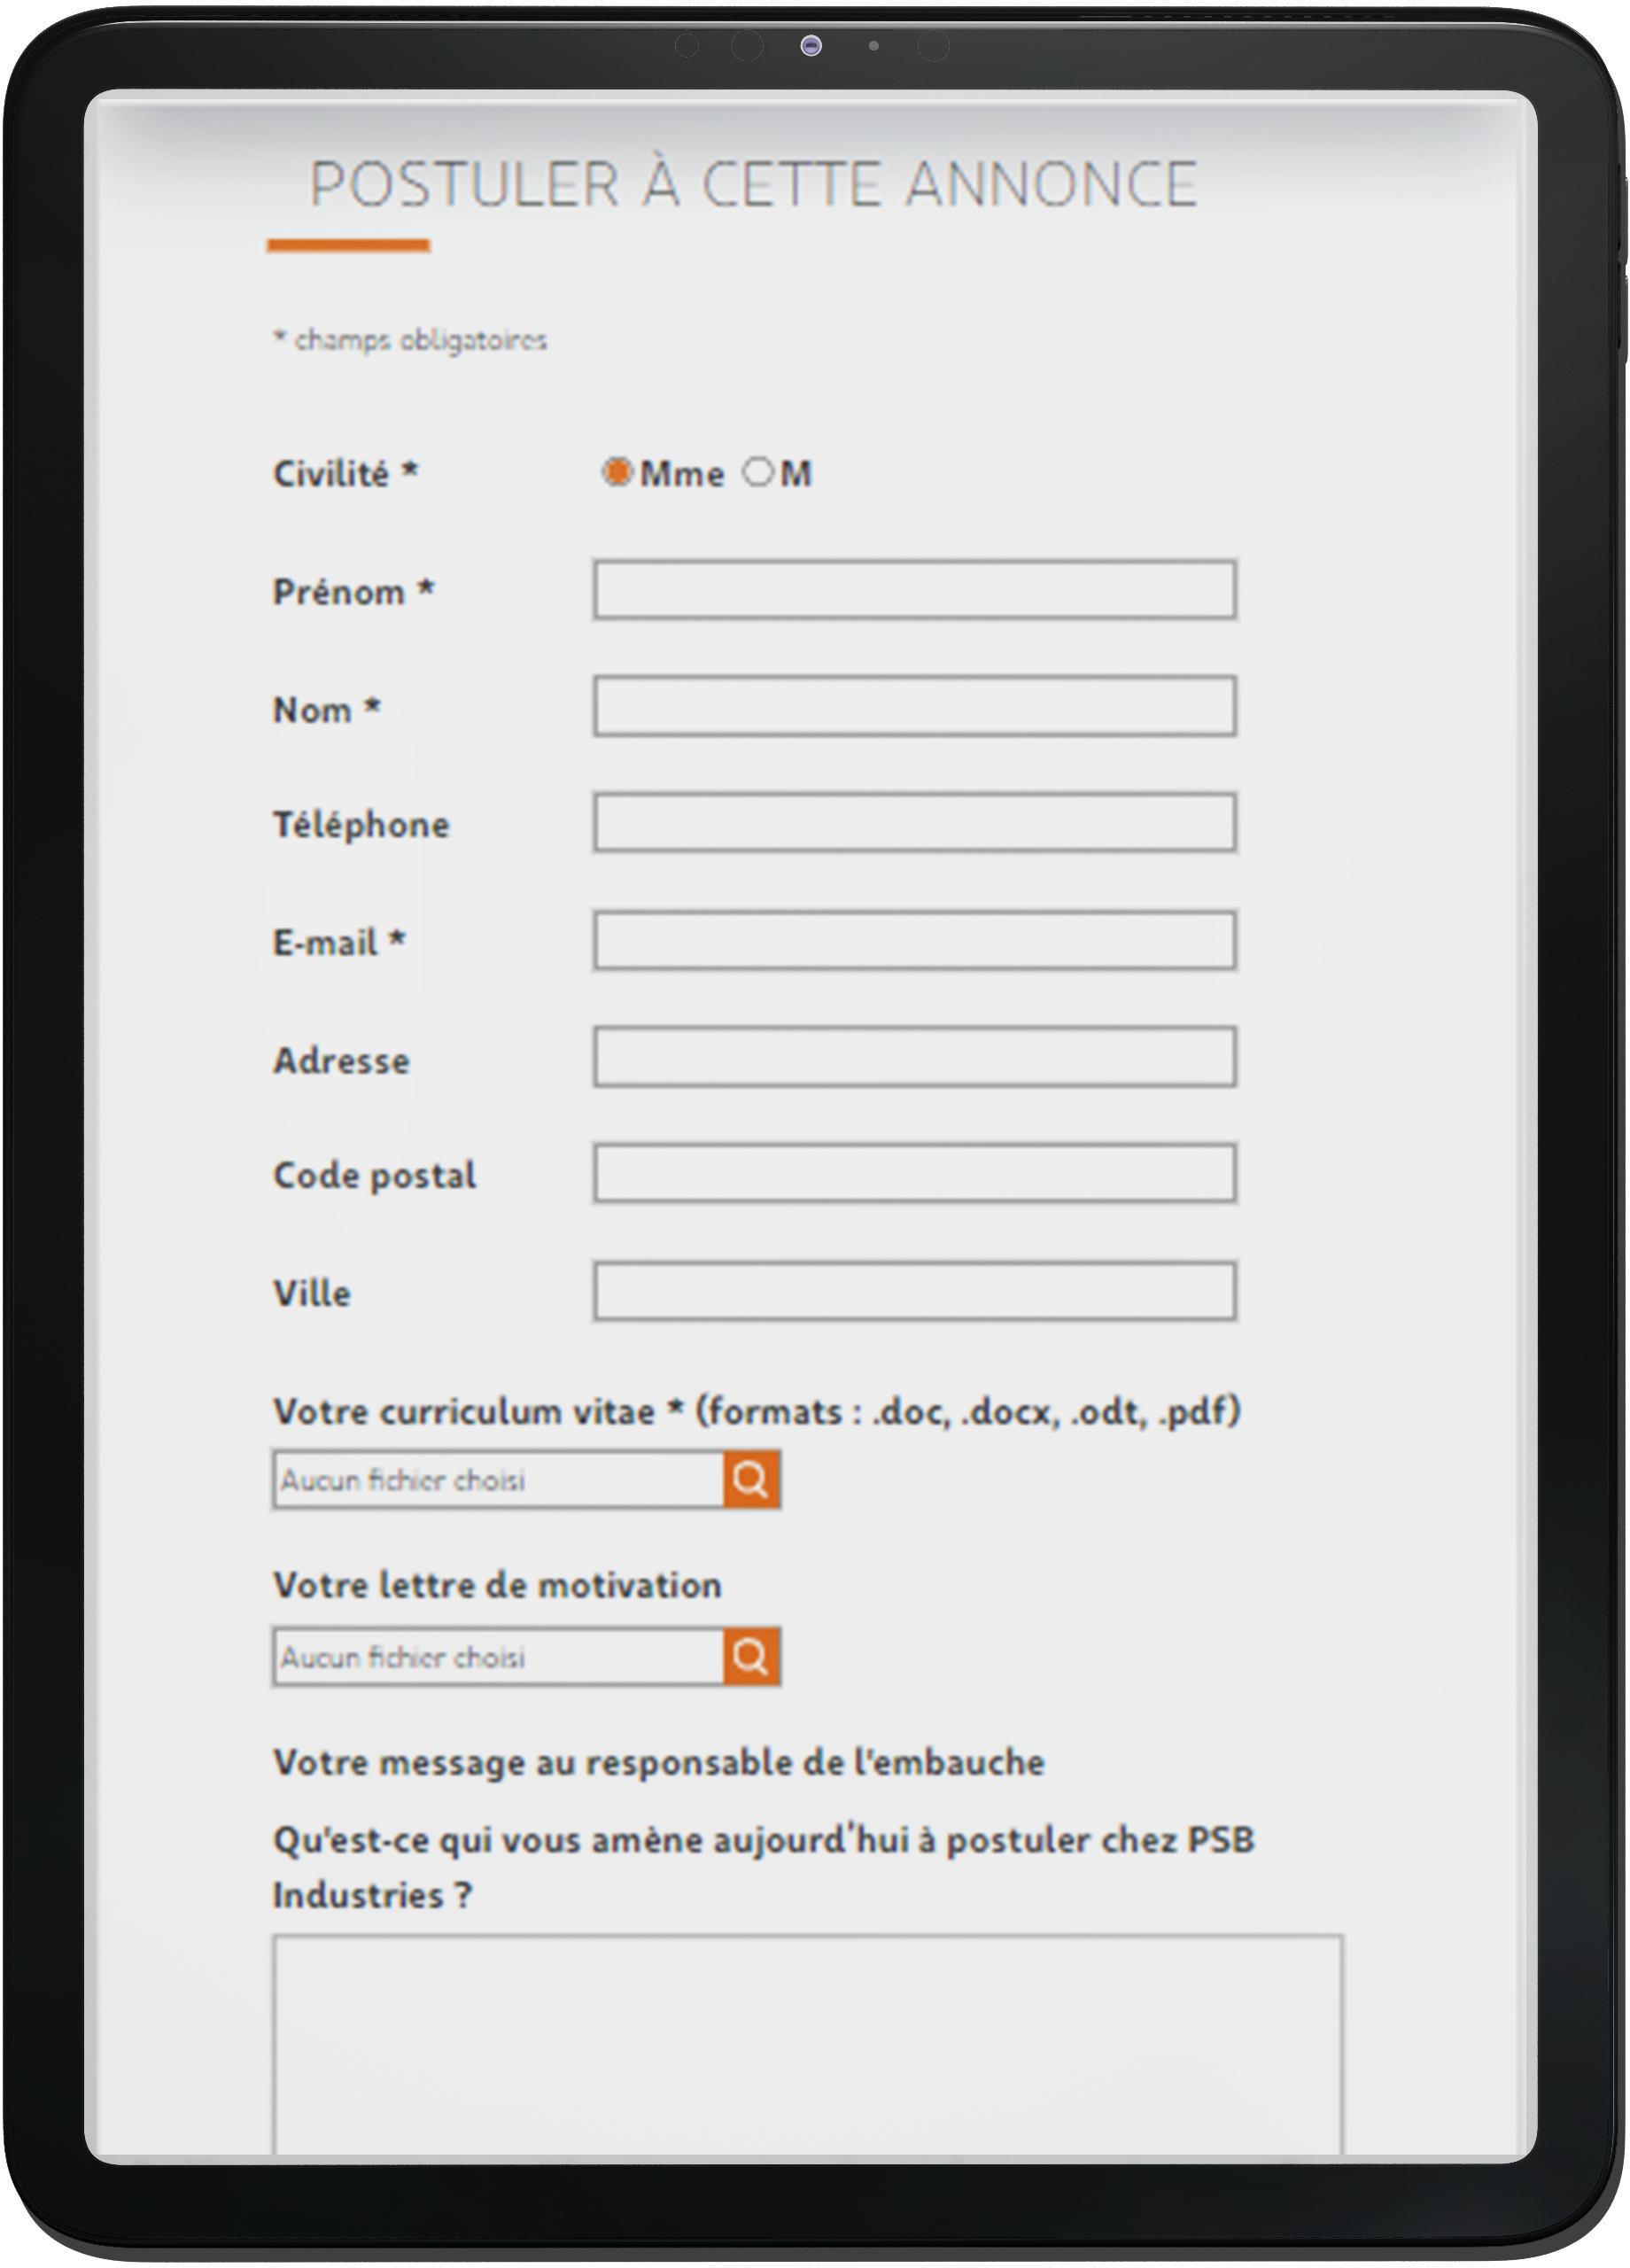 POSTULER À CETTE ANNONCE
* champs obligatoires
Civilité * Mme M
Prénom *
Nom *
Téléphone
E-mail *
Adresse
Code postal
Ville
Votre curriculum vitae * (formats : .doc, .docx, .odt, .pdf)
Aucun fichier choisi
Votre lettre de motivation
Aucun fichier choisi
Votre message au responsable de l'embauche
Qu'est-ce qui vous amène aujourd'hui à postuler chez PSB
Industries ?